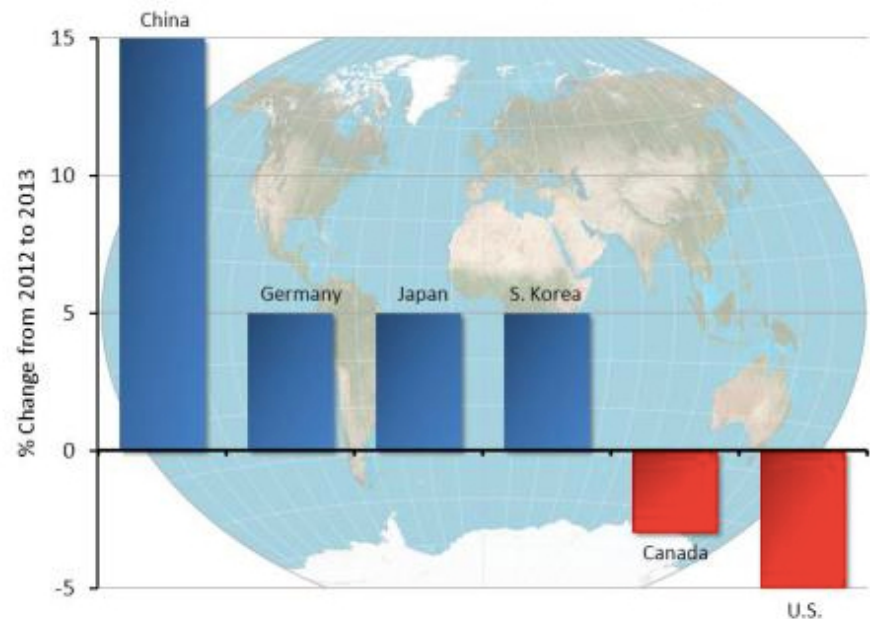 China
15
10
Germany
Japan
S. Korea
5
% Change from 2012 to 2013
0
Canada
-5
U.S.